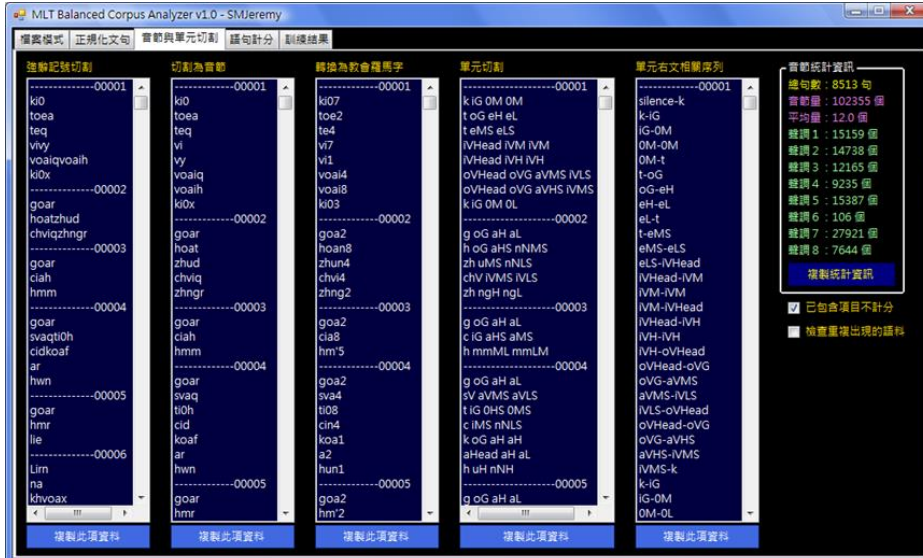 MLT Balanced Corpus Analyzer v1.0 - SMJeremy
檔案模式 正規化文句 音節與單元切割 語句計分 訓練結果
強辭記號切割
--------------00001
ki0
toea
teq
vivy
voaiqvoaih
ki0x
--------------00002
goar
hoatzhud
chviqzhngr
--------------00003
goar
ciah
hmm
--------------00004
goar
svaqti0h
cidkoaf
ar
hwn
--------------00005
goar
hmr
lie
--------------00006
Lirn
na
khvoax
複製此項資料
切割為音節
--------------00001
ki0
toea
teq
vi
vy
voaiq
voaih
ki0x
--------------00002
goar
hoat
zhud
chviq
zhngr
--------------00003
goar
ciah
hmm
--------------00004
goar
svaq
ti0h
cid
koaf
ar
hwn
--------------00005
goar
hmr
複製此項資料
轉換為教會羅馬字
--------------00001
ki07
toe2
te4
vi7
vi1
voai4
voai8
ki03
--------------00002
goa2
hoan8
zhun4
chvi4
zhng2
--------------00003
goa2
cia8
hm'5
--------------00004
goa2
sva4
ti08
cin4
koa1
a2
hun1
--------------00005
goa2
hm'2
複製此項資料
單元切割
--------------------00001
k iG 0M 0M
t oG eH eL
t eMS eLS
iVHead iVM iVM
iVHead iVH iVH
oVHead oVG aVMS iVLS
oVHead oVG aVHS iVMS
k iG 0M 0L
--------------------00002
g oG aH aL
h oG aHS nNMS
zh uMS nNLS
chV iVMS iVLS
zh ngH ngL
--------------------00003
g oG aH aL
c iG aHS aMS
h mmML mmLM
--------------------00004
g oG aH aL
sV aVMS aVLS
t iG 0HS 0MS
c iMS nNLS
k oG aH aH
aHead aH aL
h uH nNH
--------------------00005
g oG aH aL
複製此項資料
單元右文相關序列
--------------00001
silence-k
k-iG
iG-0M
0M-0M
0M-t
t-oG
oG-eH
eH-eL
eL-t
t-eMS
eMS-eLS
eLS-iVHead
iVHead-iVM
iVM-iVM
iVM-iVHead
iVHead-iVH
iVH-iVH
iVH-oVHead
oVHead-oVG
oVG-aVMS
aVMS-iVLS
iVLS-oVHead
oVHead-oVG
oVG-aVHS
aVHS-iVMS
iVMS-k
k-iG
iG-0M
0M-0L
複製此項資料
音節統計資訊
總句數：8513 句
音節量：102355 個
平均量：12.0 個
聲調 1：15159 個
聲調 2：14738 個
聲調 3：12165 個
聲調 4：9235 個
聲調 5：15387 個
聲調 6：106 個
聲調 7：27921 個
聲調 8：7644 個
複製統計資訊
已包含項目不計分
檢查重複出現的語料